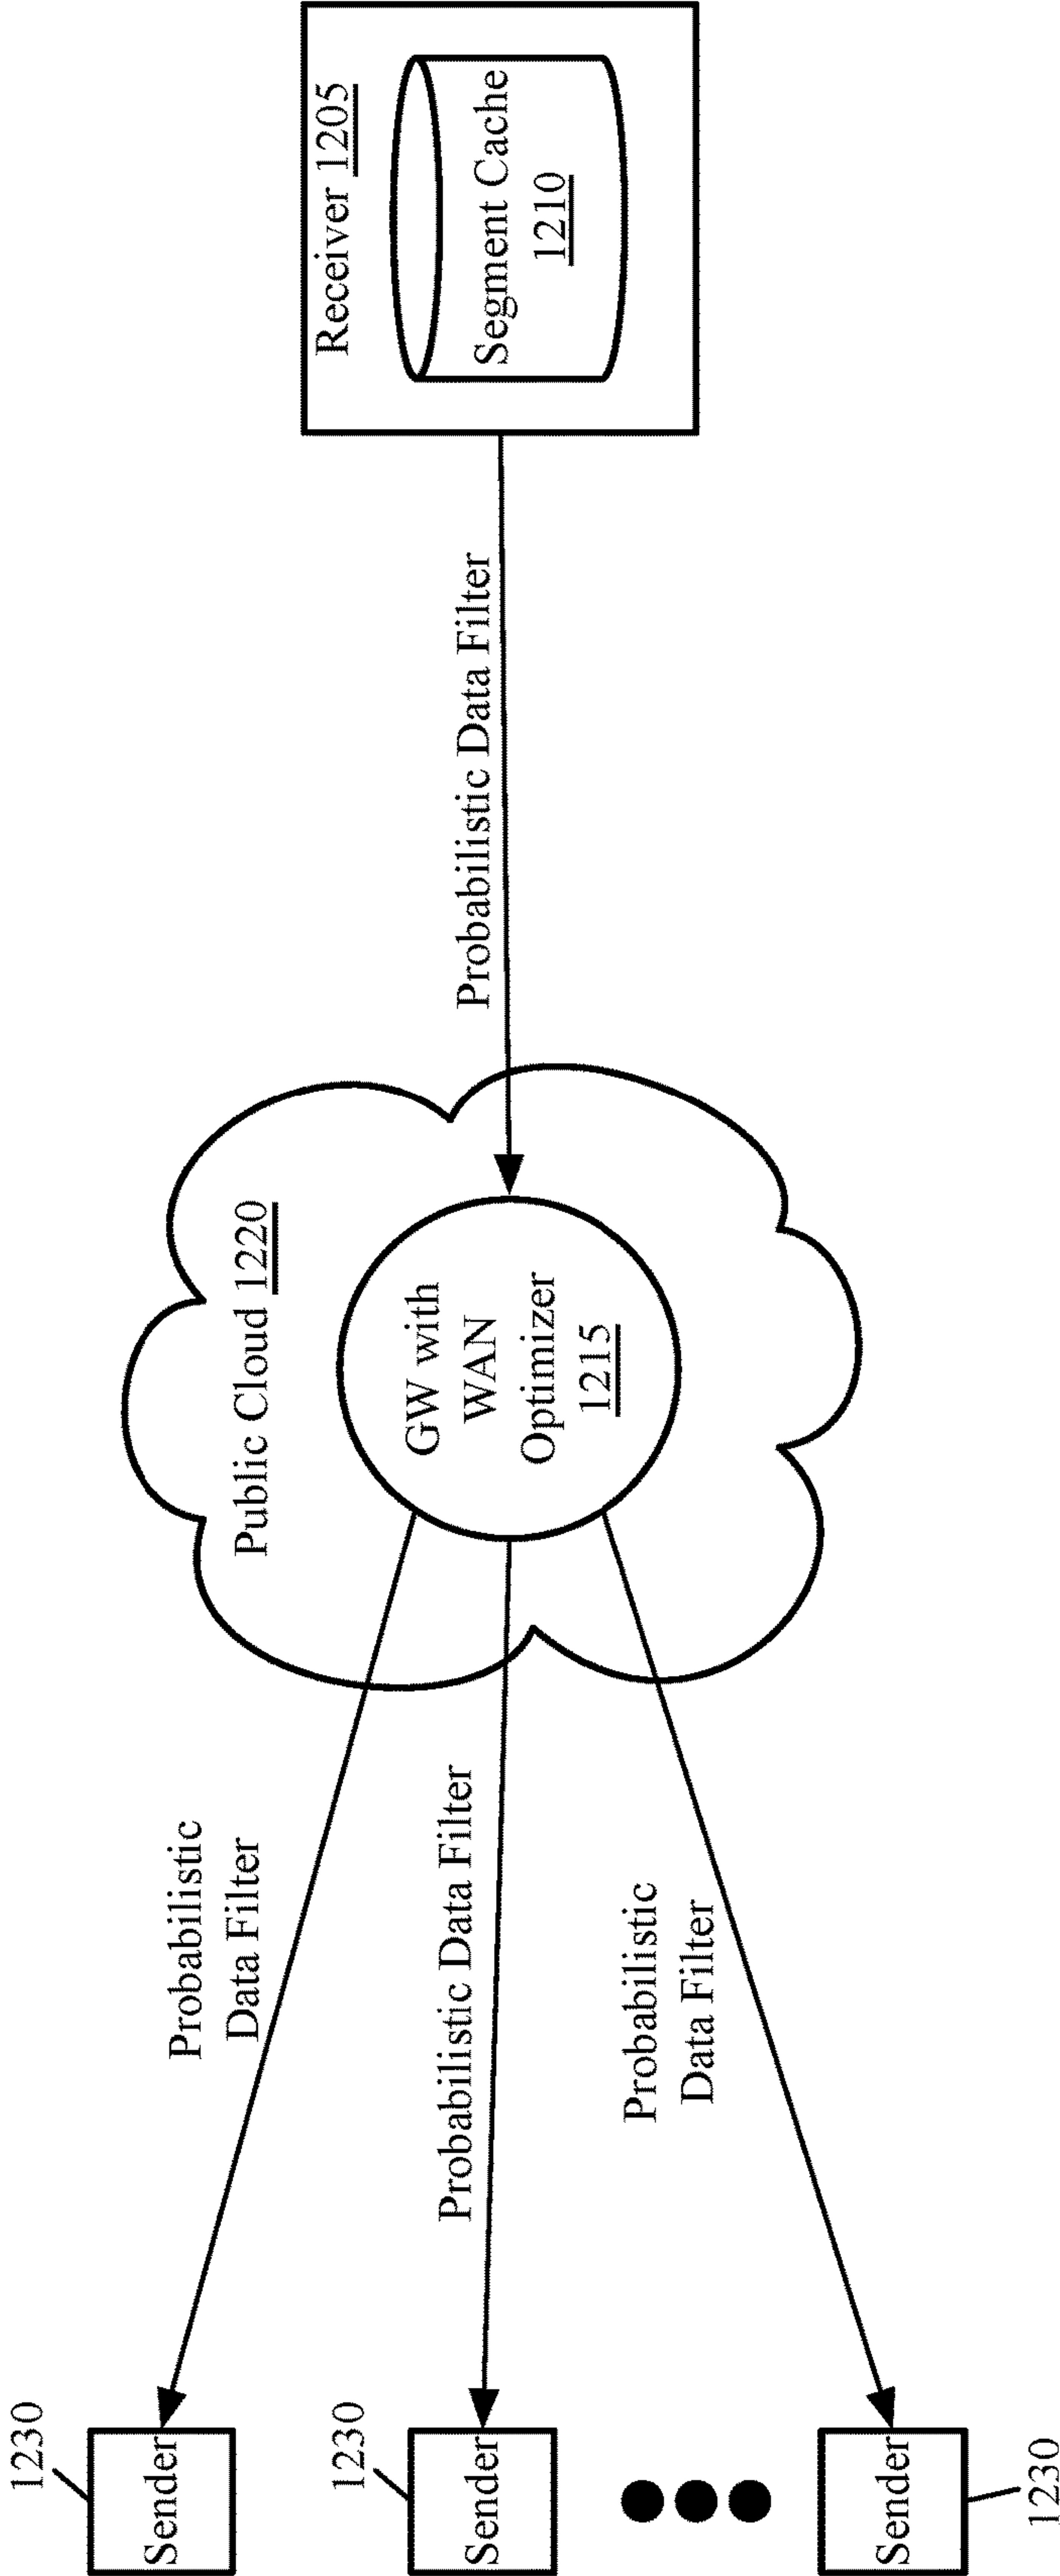 1230
Sender
1230
Sender
1230
Sender
Probabilistic
Data Filter
Probabilistic Data Filter
Probabilistic
Data Filter
Public Cloud 1220
GW with
WAN
Optimizer
1215
Probabilistic Data Filter
Receiver 1205
Segment Cache
1210